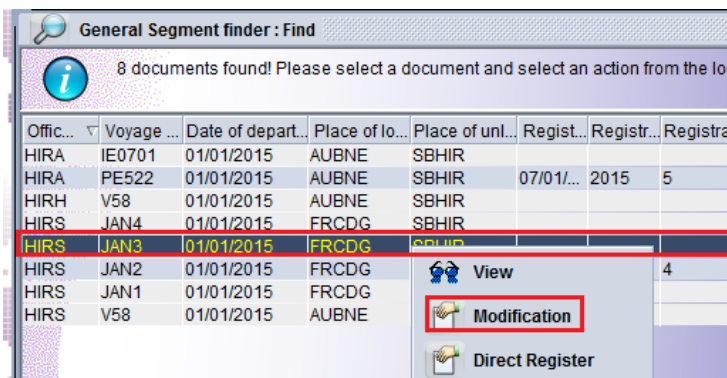 General Segment finder : Find
8 documents found! Please select a document and select an action from the lo
Offic... Voyage ... Date of depart... Place of lo... Place of unl... Regist... Registr... Registra
HIRA IE0701 01/01/2015 AUBNE SBHIR
HIRA PE522 01/01/2015 AUBNE SBHIR 07/01/... 2015 5
HIRH V58 01/01/2015 AUBNE SBHIR
HIRS JAN4 01/01/2015 FRCDG SBHIR
HIRS JAN3 01/01/2015 FRCDG SBHIR
HIRS JAN2 01/01/2015 FRCDG 4
HIRS JAN1 01/01/2015 FRCDG
HIRS V58 01/01/2015 AUBNE
View
Modification
Direct Register